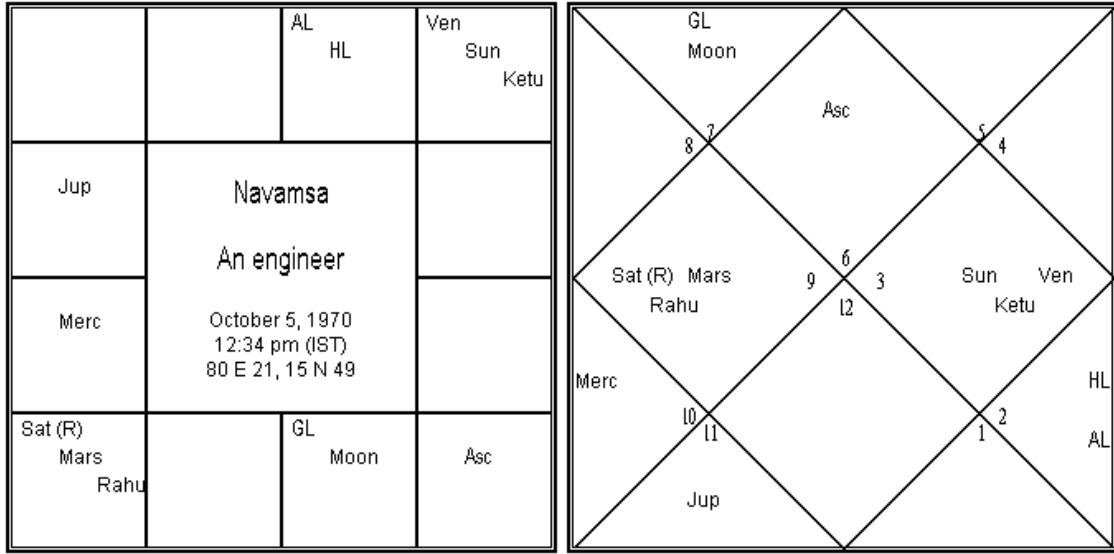 AL
HL
Ven
Sun
Ketu
Jup
Navamsa
An engineer
Merc
October 5, 1970
12:34 pm (IST)
80 E 21, 15 N 49
Sat (R)
Mars
Rahu
GL
Moon
Asc
GL
Moon
Asc
7
8
5
4
6
Sat (R) Mars
Rahu
9
3
Sun Ven
Ketu
12
Merc
HL
10
11
2
1
AL
Jup